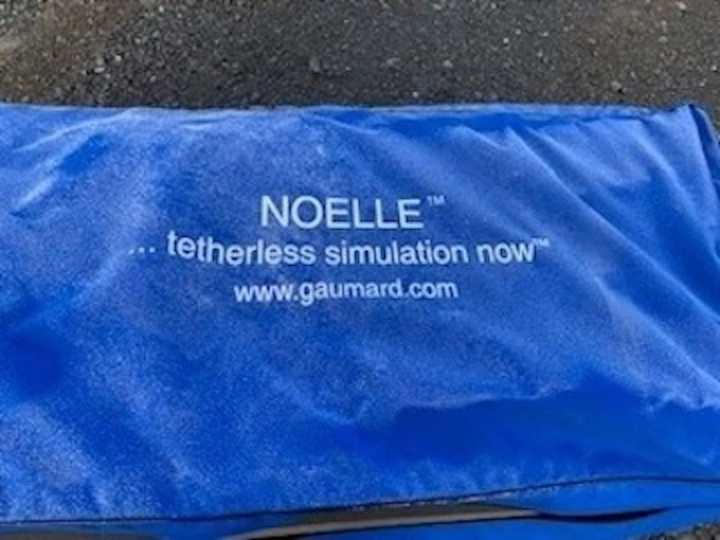 NOELLE™
... tetherless simulation now™
www.gaumard.com